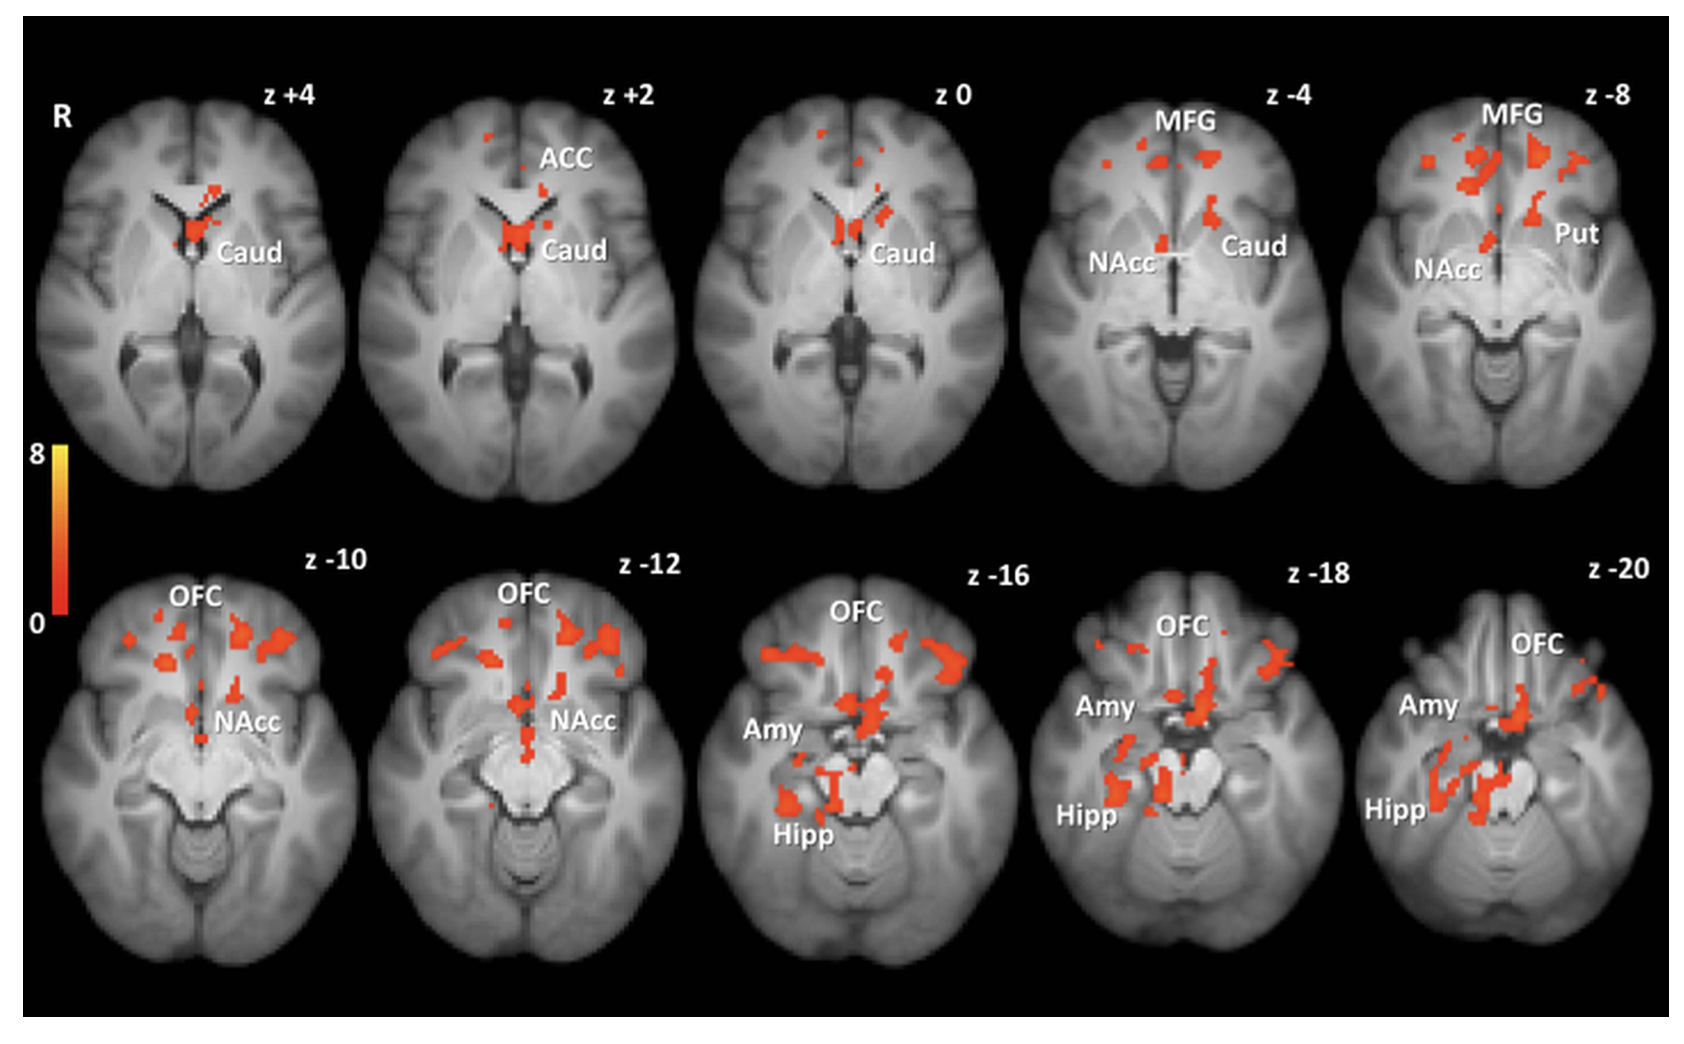 R
z +4
Caud
z +2
ACC
Caud
z 0
Caud
z -4
MFG
NAcc
Caud
z -8
MFG
Put
NAcc
8
0
z -10
OFC
NAcc
z -12
OFC
NAcc
z -16
OFC
Amy
Hipp
z -18
OFC
Amy
Hipp
z -20
OFC
Amy
Hipp